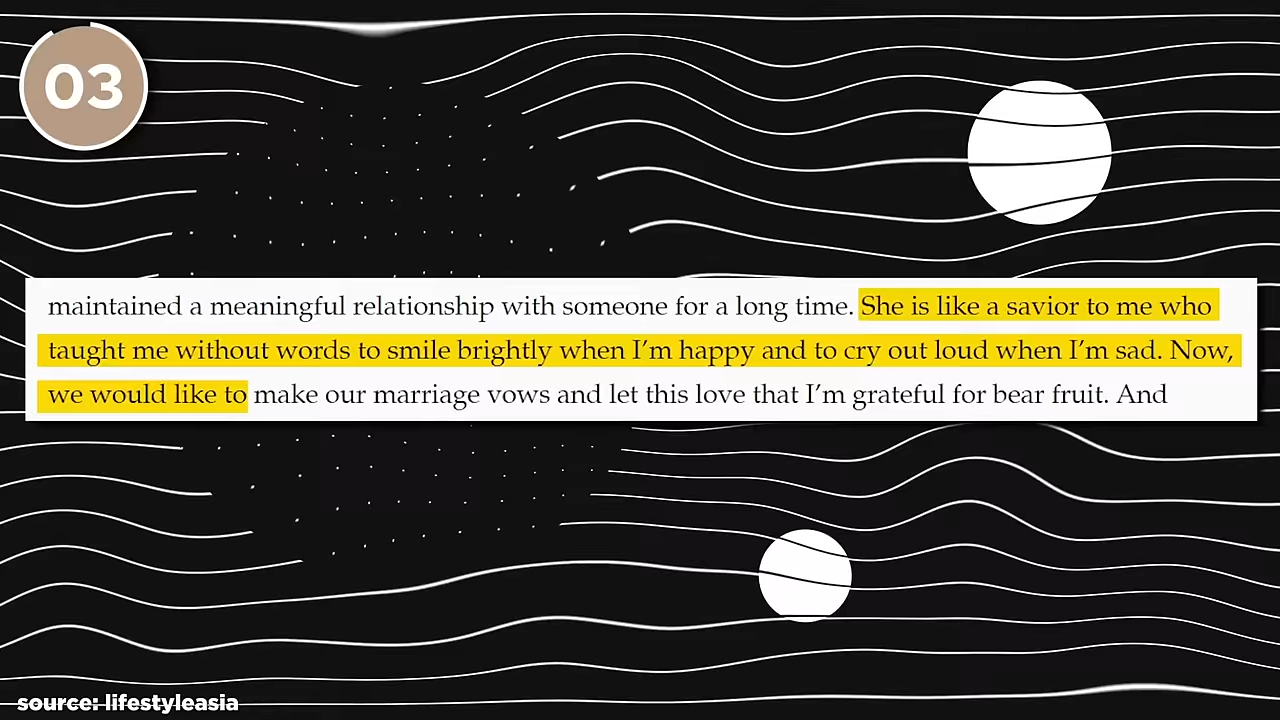 03
maintained a meaningful relationship with someone for a long time. She is like a savior to me who
taught me without words to smile brightly when I'm happy and to cry out loud when I'm sad. Now,
we would like to make our marriage vows and let this love that I'm grateful for bear fruit. And
source: lifestyleasia